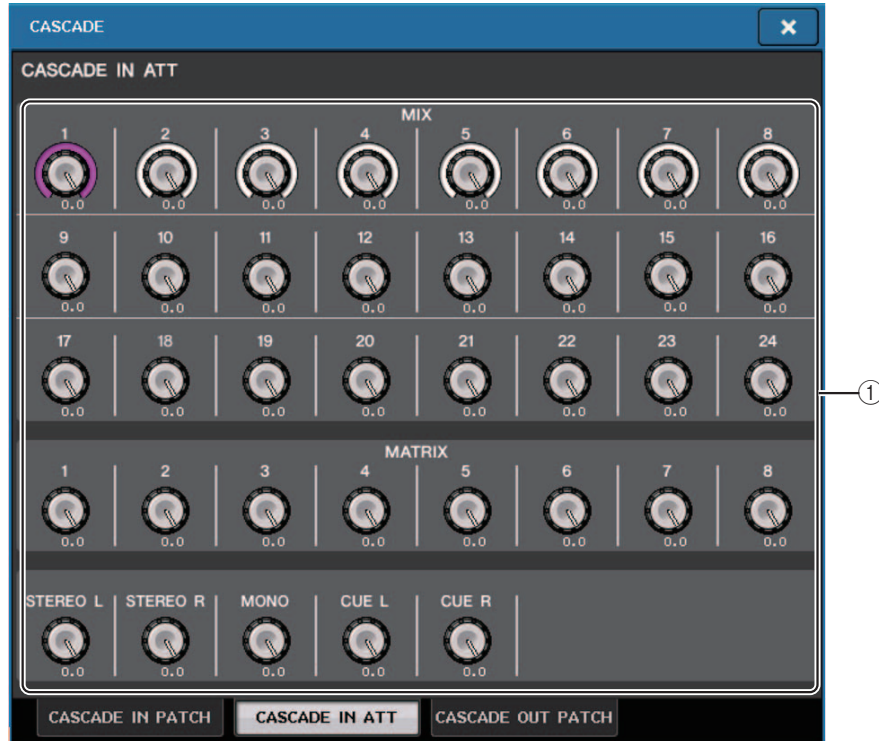 CASCADE
CASCADE IN ATT
MIX
1 2 3 4 5 6 7 8
0.0 0.0 0.0 0.0 0.0 0.0 0.0 0.0
9 10 11 12 13 14 15 16
0.0 0.0 0.0 0.0 0.0 0.0 0.0 0.0
17 18 19 20 21 22 23 24
0.0 0.0 0.0 0.0 0.0 0.0 0.0 0.0
①
MATRIX
1 2 3 4 5 6 7 8
0.0 0.0 0.0 0.0 0.0 0.0 0.0 0.0
STEREO L STEREO R MONO CUE L CUE R
0.0 0.0 0.0 0.0 0.0
CASCADE IN PATCH CASCADE IN ATT CASCADE OUT PATCH